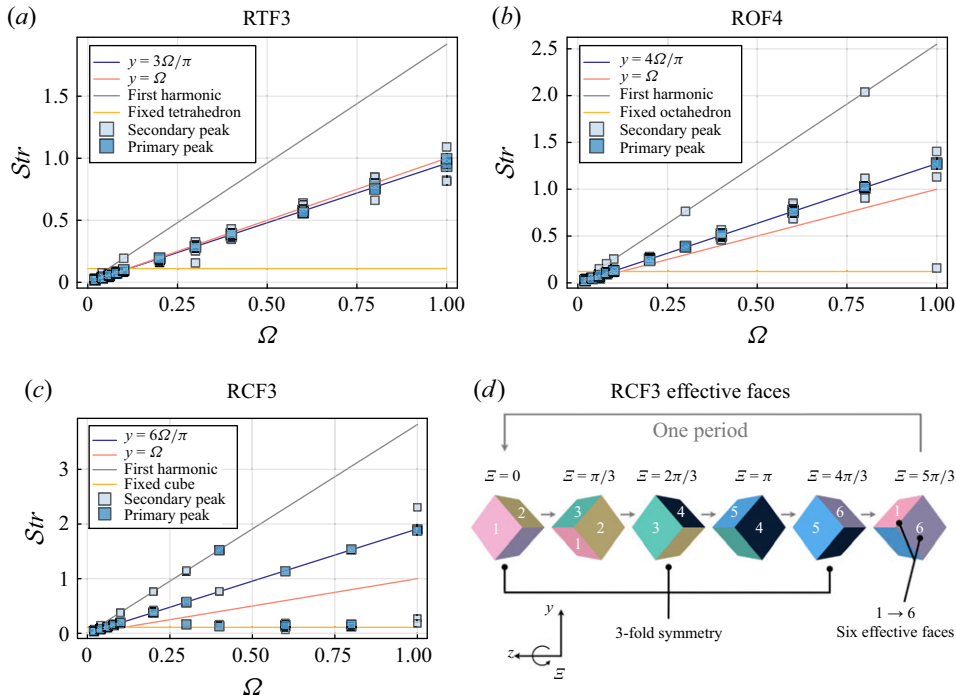 (a)
RTF3
y = 3Ω/π
y = Ω
First harmonic
Fixed tetrahedron
Secondary peak
Primary peak
Str
1.5
1.0
0.5
0
0
0.25
0.50
0.75
1.00
Ω
(b)
ROF4
y = 4Ω/π
y = Ω
First harmonic
Fixed octahedron
Secondary peak
Primary peak
Str
2.5
2.0
1.5
1.0
0.5
0
0
0.25
0.50
0.75
1.00
Ω
(c)
RCF3
y = 6Ω/π
y = Ω
First harmonic
Fixed cube
Secondary peak
Primary peak
Str
3
2
1
0
0
0.25
0.50
0.75
1.00
Ω
(d)
RCF3 effective faces
One period
Ξ = 0 Ξ = π/3 Ξ = 2π/3 Ξ = π Ξ = 4π/3 Ξ = 5π/3
1 2 3 1 2 3 4 5 4 5 6 1 6
3-fold symmetry
1 → 6
Six effective faces
y
z
Ξ